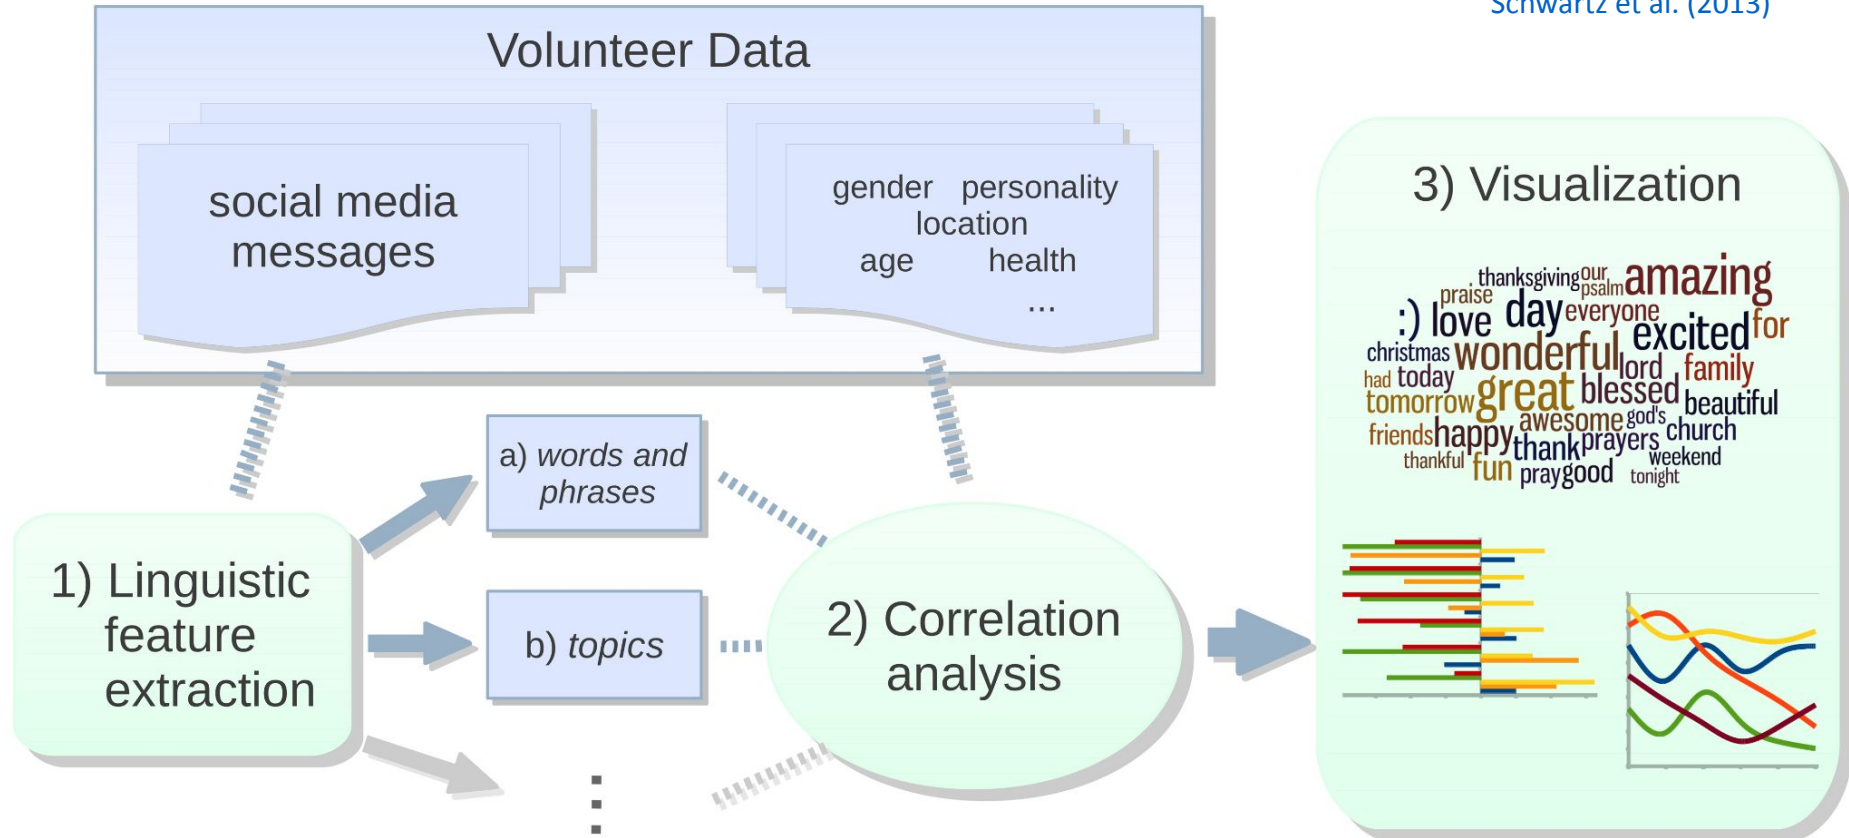 Schwartz et al. (2013)
Volunteer Data
social media
messages
gender personality
location
age health
...
1) Linguistic
feature
extraction
a) words and
phrases
b) topics
2) Correlation
analysis
3) Visualization
thanksgiving our amazing
praise psalm
:) love day everyone
excited for
christmas wonderful lord family
had today great blessed beautiful
tomorrow awesome god's church
friends happy thank prayers weekend
thankful fun pray good tonight